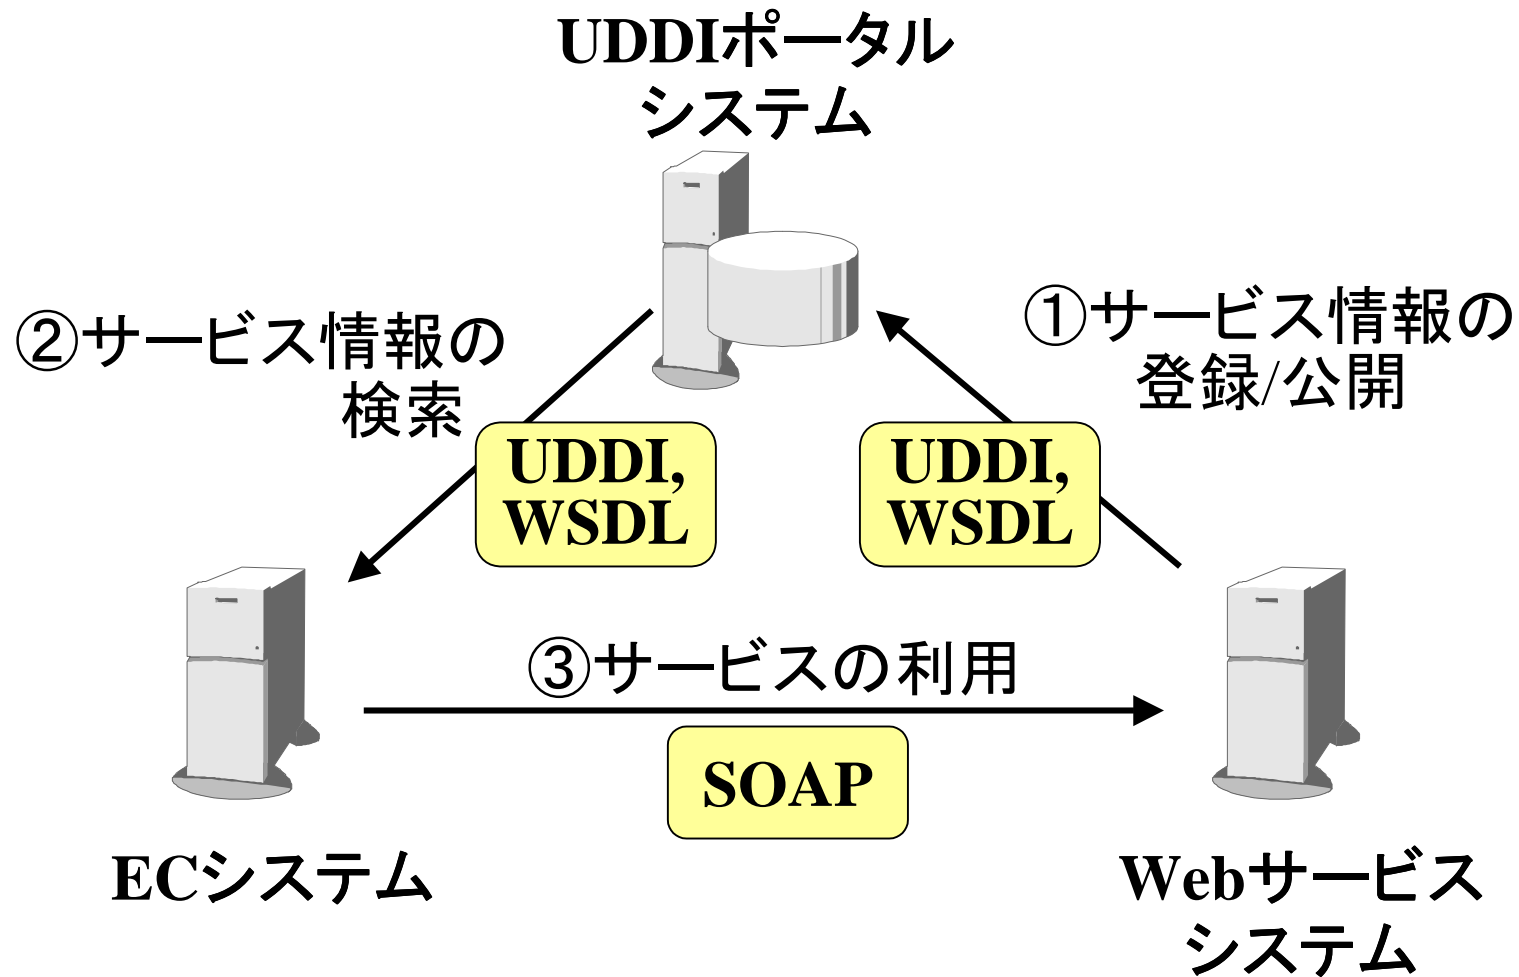 UDDIポータル
システム
①サービス情報の
登録/公開
②サービス情報の
検索
UDDI,
WSDL
UDDI,
WSDL
③サービスの利用
SOAP
ECシステム
Webサービス
システム